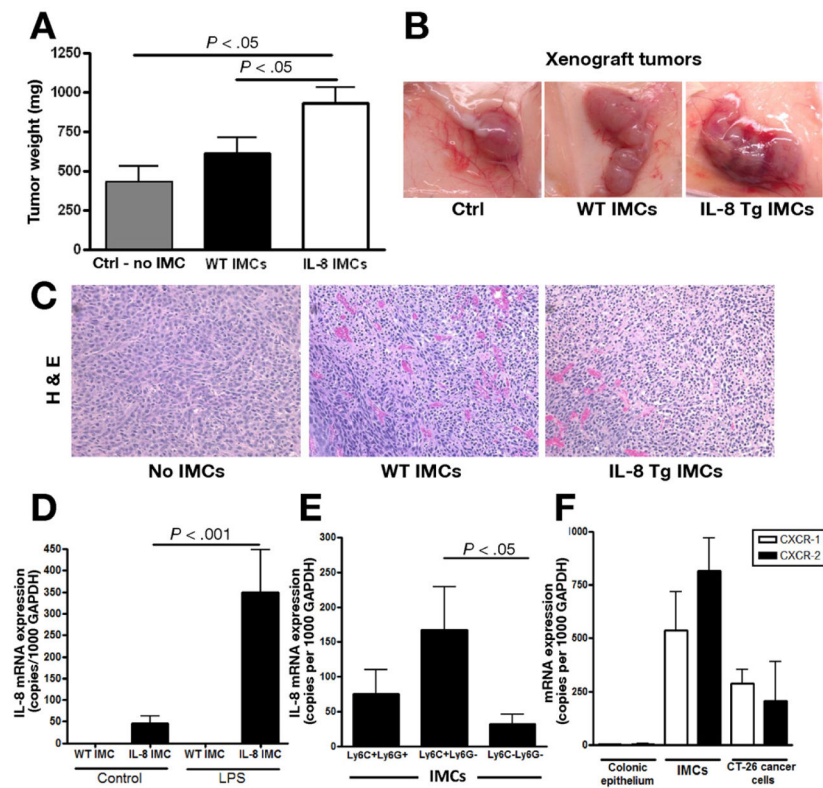 A
P < .05
P < .05
Tumor weight (mg)
1250
1000
750
500
250
0
Ctrl - no IMC
WT IMCs
IL-8 IMCs
B
Xenograft tumors
Ctrl
WT IMCs
IL-8 Tg IMCs
C
H & E
No IMCs
WT IMCs
IL-8 Tg IMCs
D
P < .001
IL-8 mRNA expression
(copies/1000 GAPDH)
450
400
350
300
250
200
150
100
50
0
WT IMC
IL-8 IMC
WT IMC
IL-8 IMC
Control
LPS
E
P < .05
IL-8 mRNA expression
(copies per 1000 GAPDH)
300
250
200
150
100
50
0
Ly6C+Ly6G+
Ly6C+Ly6G-
Ly6C-Ly6G-
IMCs
F
CXCR-1
CXCR-2
mRNA expression
(copies per 1000 GAPDH)
1000
750
500
250
0
Colonic
epithelium
IMCs
CT-26 cancer
cells